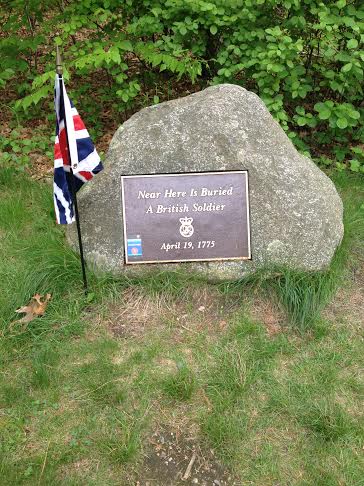 Near Here Is Buried
A British Soldier
April 19, 1775